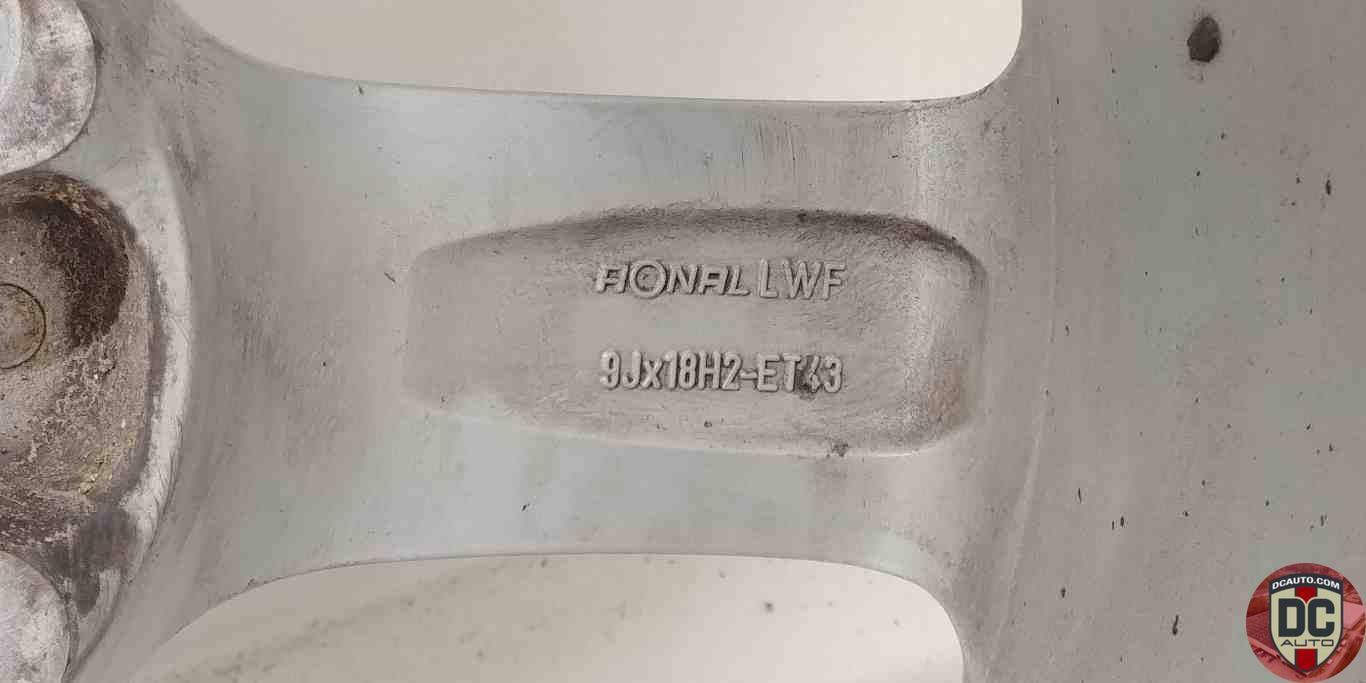 RONAL LWF
9Jx18H2-ET43
DCAUTO.COM
DC
AUTO